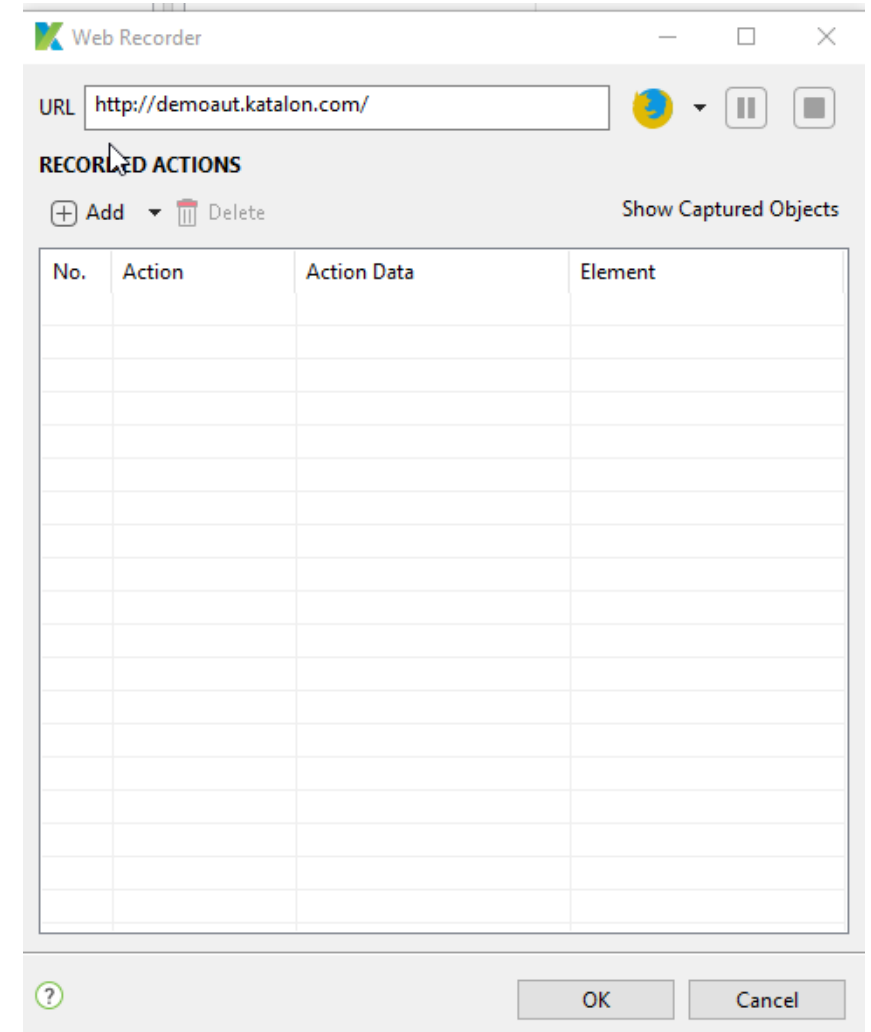 Web Recorder
URL http://demoaut.katalon.com/
RECORDED ACTIONS
Add Delete Show Captured Objects
No. Action Action Data Element
? OK Cancel